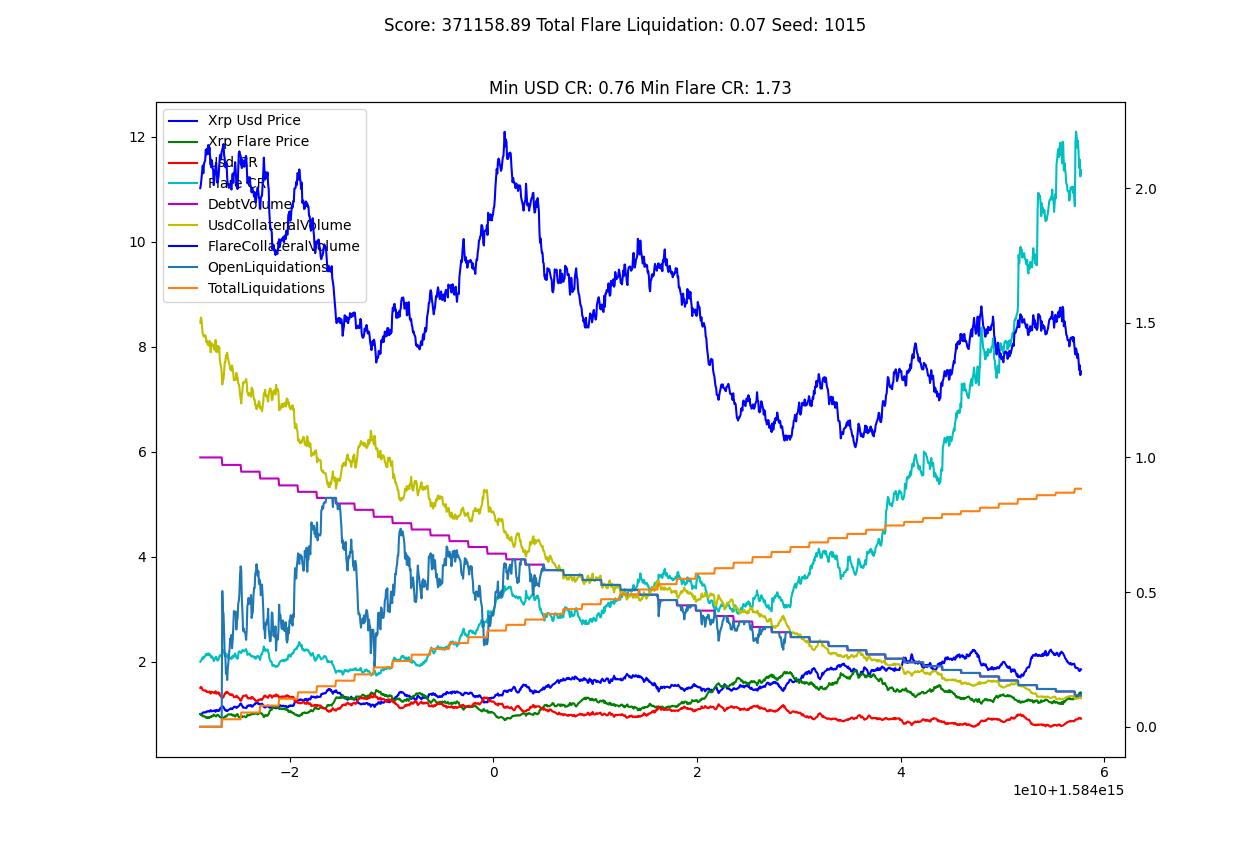 Score: 371158.89 Total Flare Liquidation: 0.07 Seed: 1015
Min USD CR: 0.76 Min Flare CR: 1.73
Xrp Usd Price
Xrp Flare Price
Usd CR
Flare CR
DebtVolume
UsdCollateralVolume
FlareCollateralVolume
OpenLiquidations
TotalLiquidations
12
10
8
6
4
2
2.0
1.5
1.0
0.5
0.0
−2 0 2 4 6
1e10+1.584e15